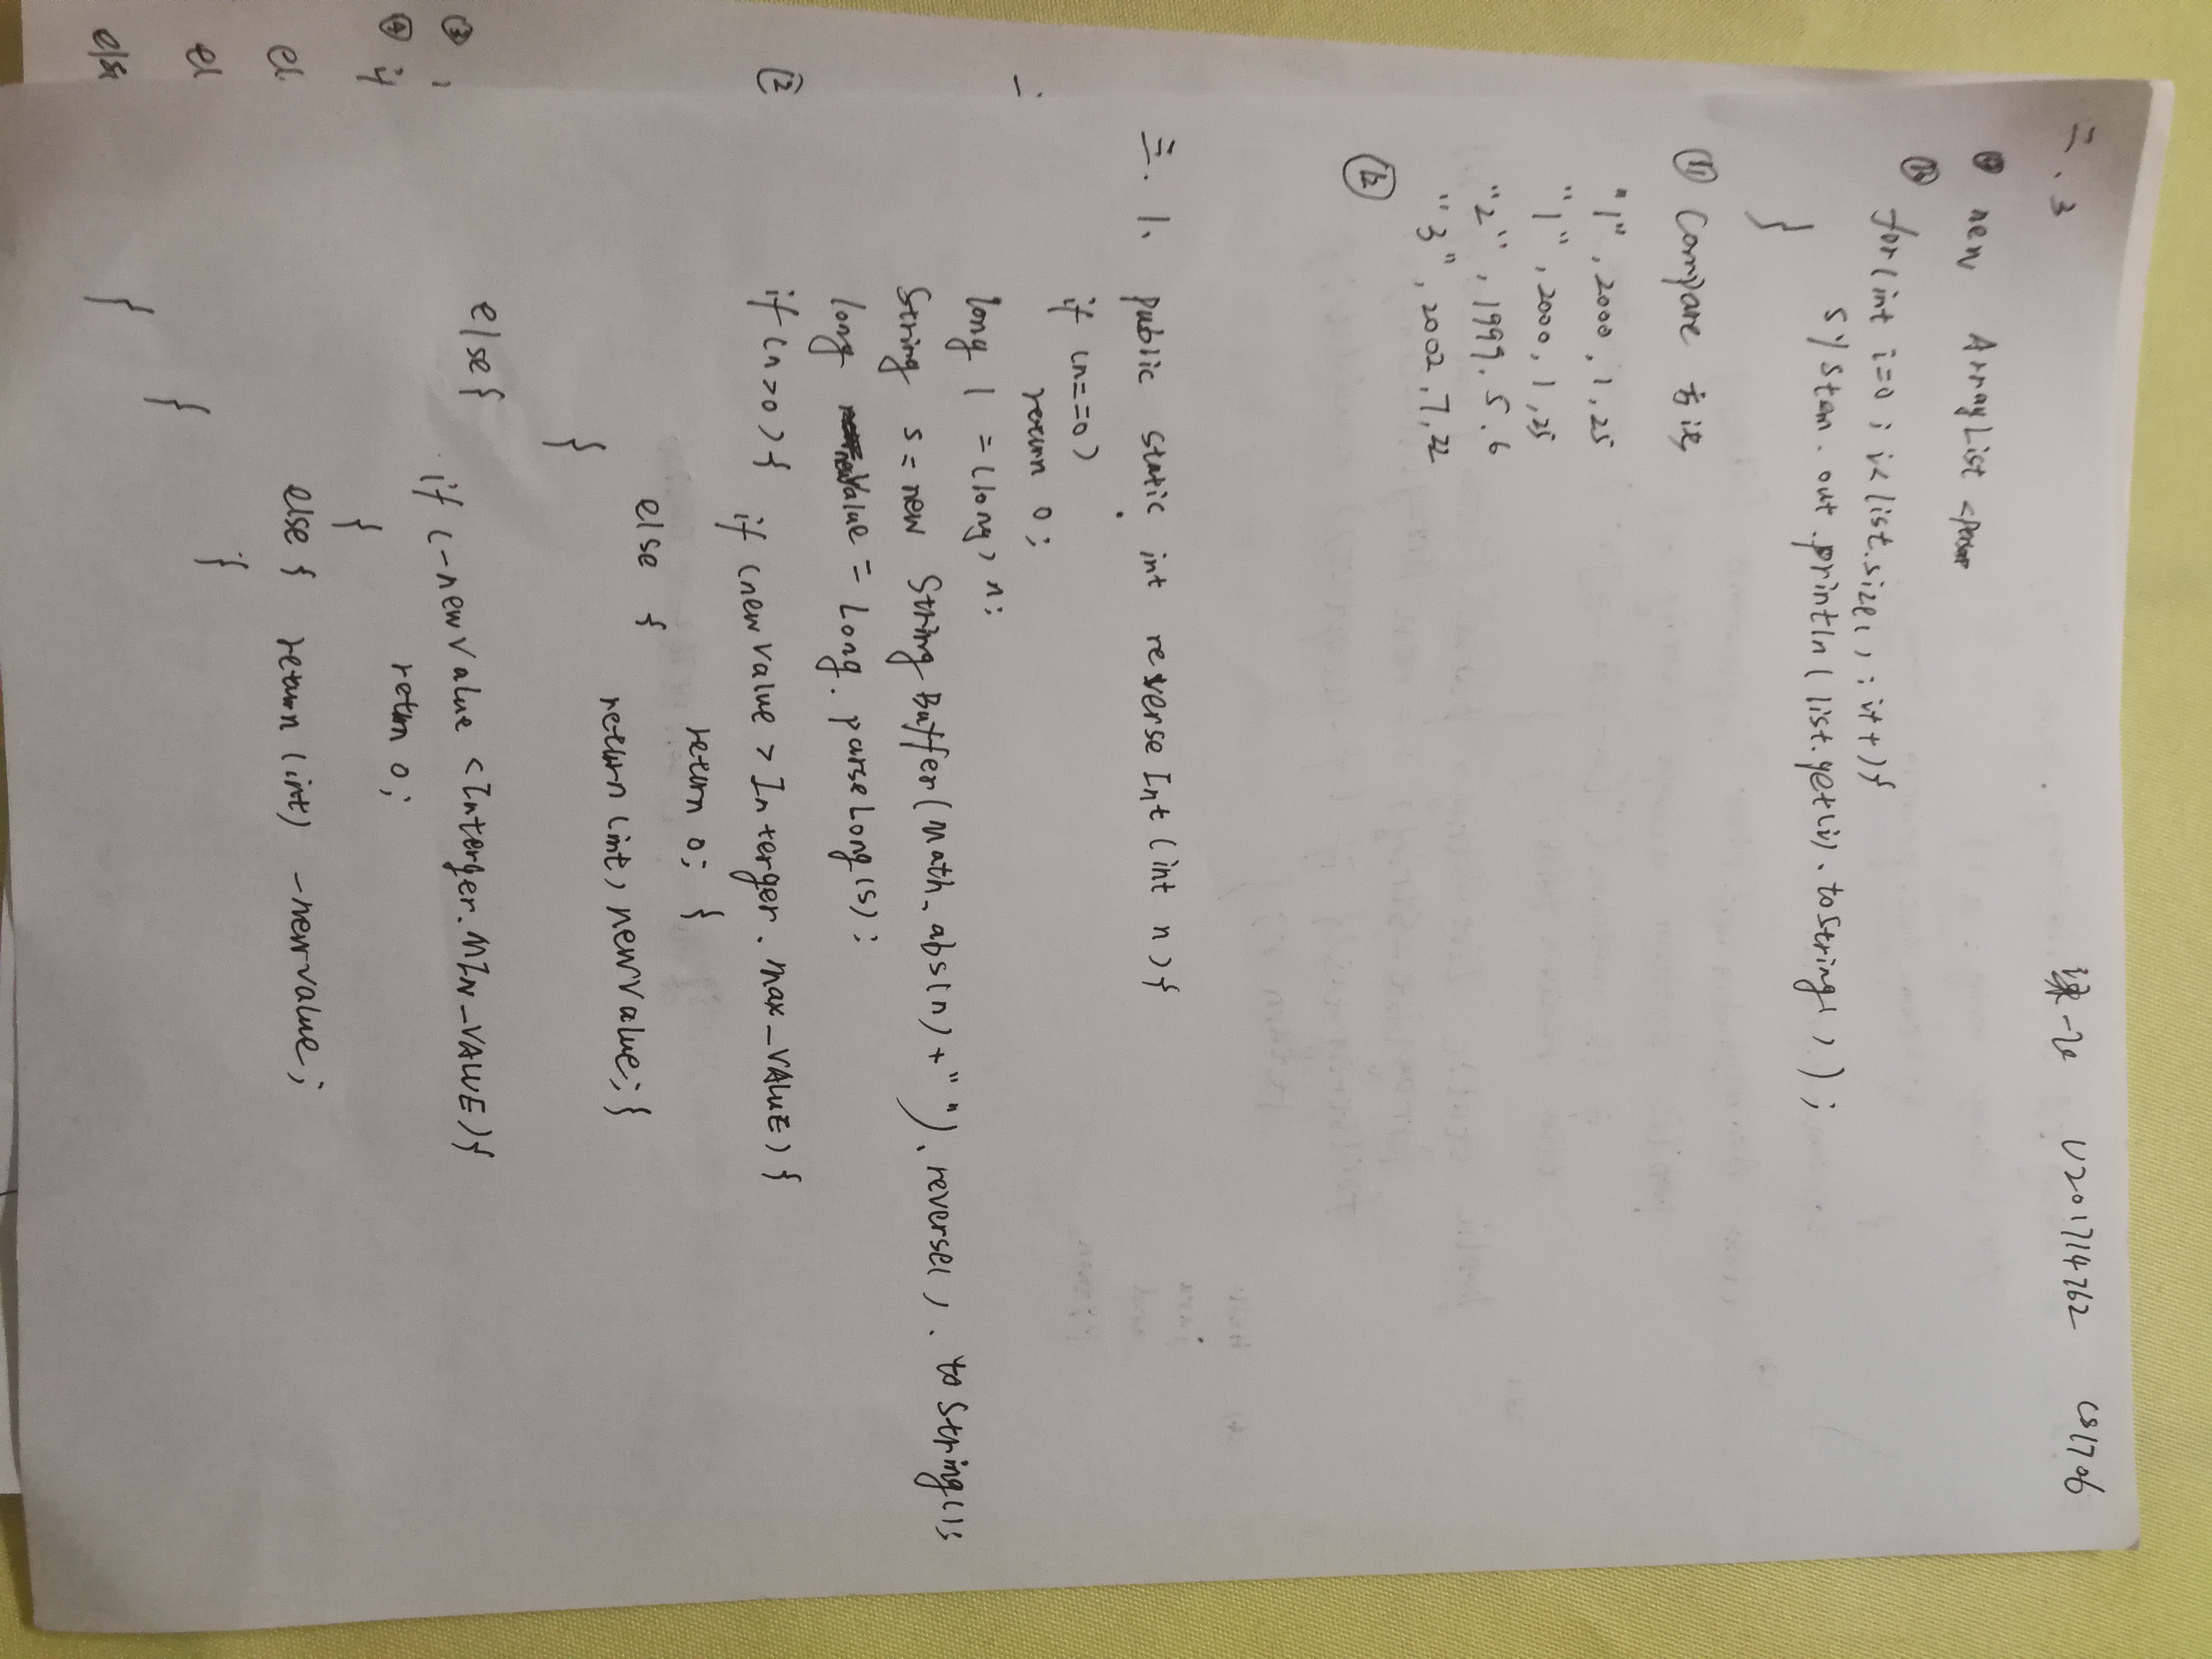 二.3
U201714762 CS1706
⑨ new ArrayList <Person
⑩ for(int i=0; i<list.size(); i++){
System.out.println(list.get(i).toString());
}
⑪ Compare 方法
"1", 2000, 1, 25
"1", 2000, 1, 25
"2", 1999. 5. 6
"3", 2002, 7, 22
⑫
三. 1、 public static int reverseInt(int n){
if (n==0)
return 0;
long l = (long) n;
String s = new StringBuffer(Math.abs(n)+"").reverse().toString();
long newValue = Long.parseLong(s);
if (n>0) { if (newValue > Interger.max_VALUE) {
return 0; }
else {
return (int) newValue; }
}
else{
if (-newValue < Interger.MIN_VALUE){
return 0;
}
else { return (int) -newvalue;
}
}
}
一.
[2
③ 1
④ if
el
el
else